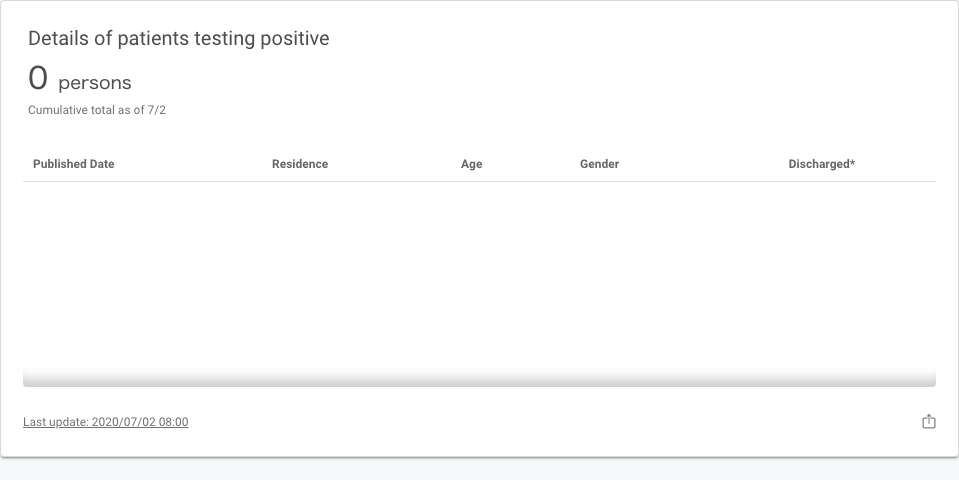 Details of patients testing positive
0 persons
Cumulative total as of 7/2
Published Date Residence Age Gender Discharged*
Last update: 2020/07/02 08:00